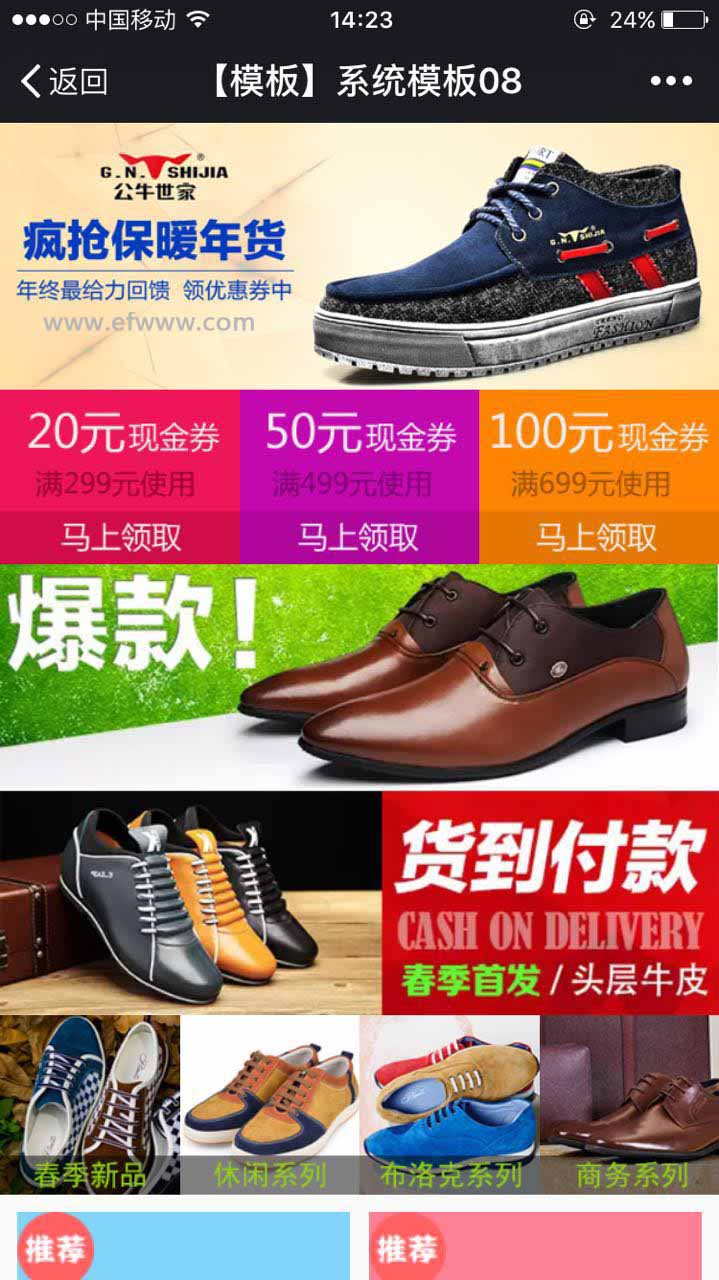 中国移动 14:23 24%
返回 【模板】系统模板08
G.N. SHIJIA®
公牛世家
疯抢保暖年货
年终最给力回馈 领优惠券中
www.efwww.com
G.N. SHIJIA
TREND
FASHION
20元现金券 50元现金券 100元现金券
满299元使用 满499元使用 满699元使用
马上领取 马上领取 马上领取
爆款!
货到付款
CASH ON DELIVERY
春季首发 / 头层牛皮
春季新品 休闲系列 布洛克系列 商务系列
推荐 推荐